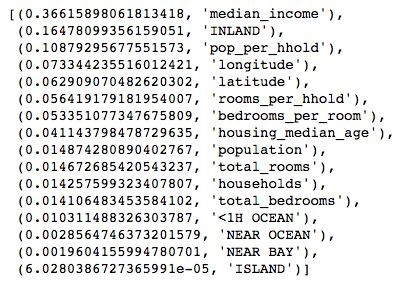 [(0.36615898061813418, 'median_income'),
(0.16478099356159051, 'INLAND'),
(0.10879295677551573, 'pop_per_hhold'),
(0.073344235516012421, 'longitude'),
(0.062909070482620302, 'latitude'),
(0.056419179181954007, 'rooms_per_hhold'),
(0.053351077347675809, 'bedrooms_per_room'),
(0.041143798478729635, 'housing_median_age'),
(0.014874280890402767, 'population'),
(0.014672685420543237, 'total_rooms'),
(0.014257599323407807, 'households'),
(0.014106483453584102, 'total_bedrooms'),
(0.010311488326303787, '<1H OCEAN'),
(0.0028564746373201579, 'NEAR OCEAN'),
(0.0019604155994780701, 'NEAR BAY'),
(6.0280386727365991e-05, 'ISLAND')]